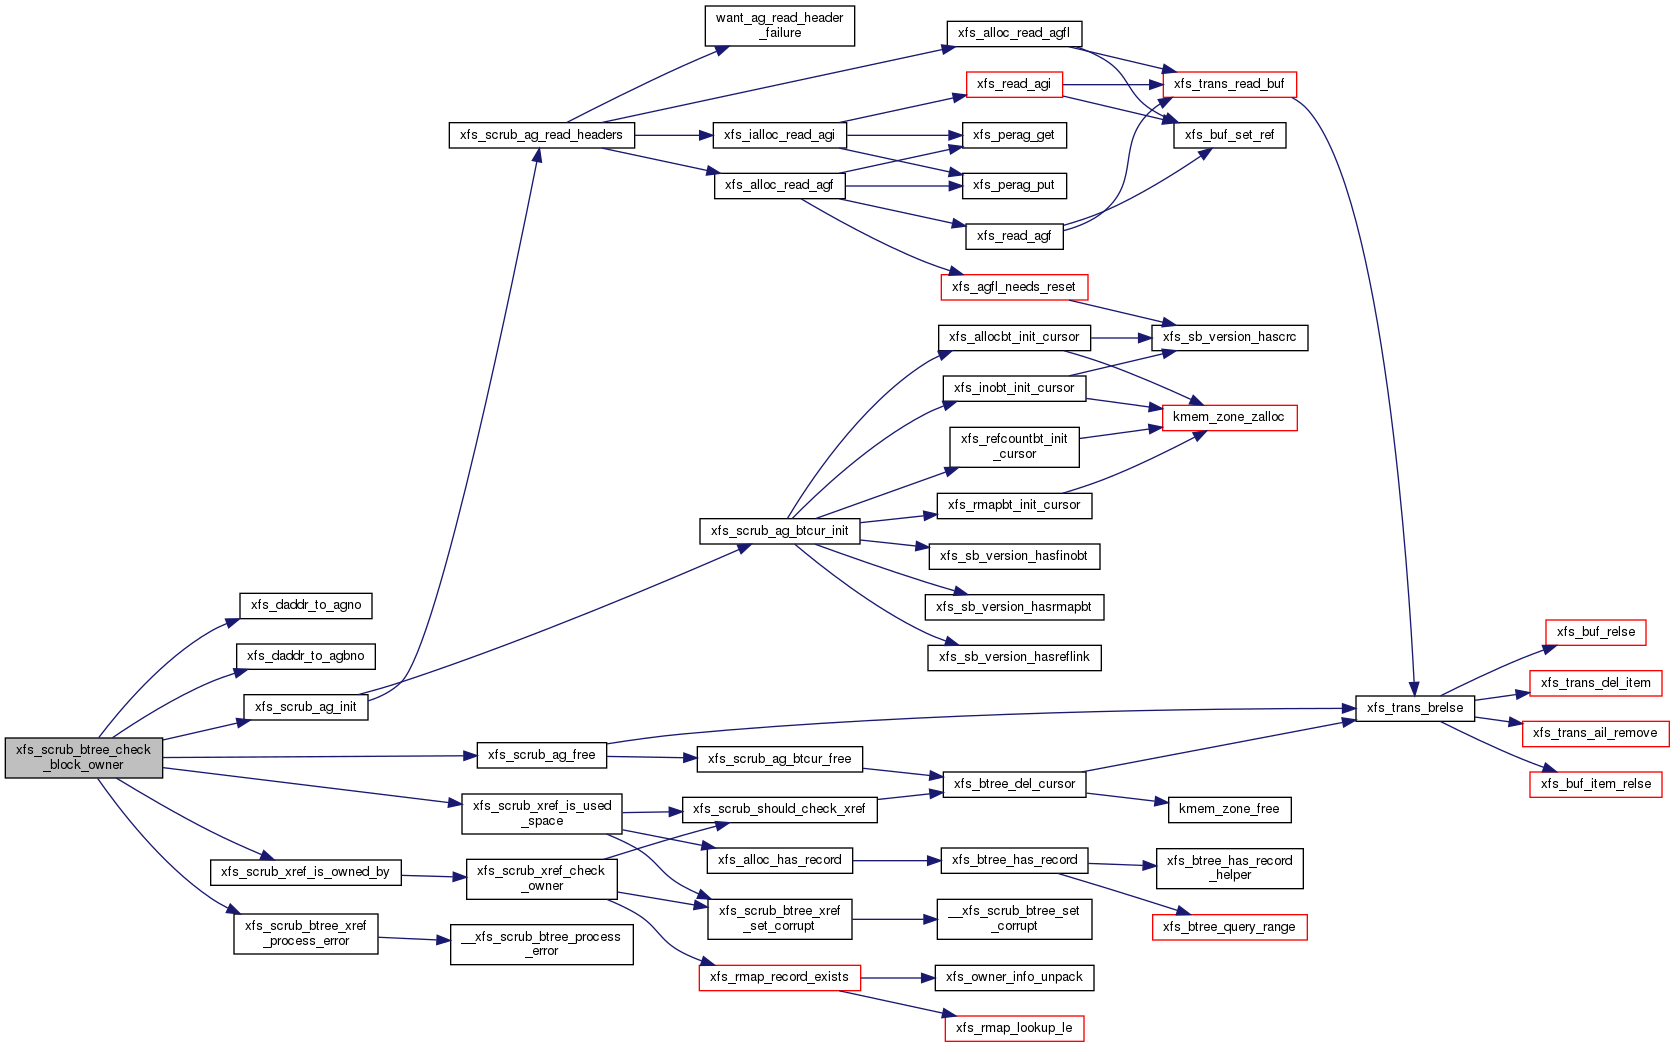 want_ag_read_header
_failure
xfs_alloc_read_agfl
xfs_read_agi
xfs_trans_read_buf
xfs_scrub_ag_read_headers
xfs_ialloc_read_agi
xfs_perag_get
xfs_buf_set_ref
xfs_alloc_read_agf
xfs_perag_put
xfs_read_agf
xfs_agfl_needs_reset
xfs_allocbt_init_cursor
xfs_sb_version_hascrc
xfs_inobt_init_cursor
kmem_zone_zalloc
xfs_refcountbt_init
_cursor
xfs_rmapbt_init_cursor
xfs_scrub_ag_btcur_init
xfs_sb_version_hasfinobt
xfs_daddr_to_agno
xfs_sb_version_hasrmapbt
xfs_buf_relse
xfs_daddr_to_agbno
xfs_sb_version_hasreflink
xfs_trans_del_item
xfs_scrub_ag_init
xfs_trans_brelse
xfs_trans_ail_remove
xfs_scrub_btree_check
_block_owner
xfs_scrub_ag_free
xfs_scrub_ag_btcur_free
xfs_btree_del_cursor
xfs_buf_item_relse
xfs_scrub_xref_is_used
_space
xfs_scrub_should_check_xref
kmem_zone_free
xfs_alloc_has_record
xfs_btree_has_record
xfs_btree_has_record
_helper
xfs_scrub_xref_is_owned_by
xfs_scrub_xref_check
_owner
xfs_scrub_btree_xref
_set_corrupt
__xfs_scrub_btree_set
_corrupt
xfs_btree_query_range
xfs_scrub_btree_xref
_process_error
__xfs_scrub_btree_process
_error
xfs_rmap_record_exists
xfs_owner_info_unpack
xfs_rmap_lookup_le